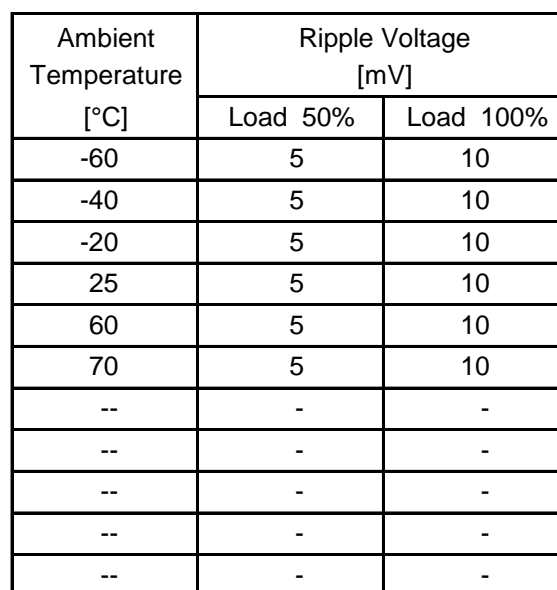 Ambient Temperature [°C] Ripple Voltage [mV]
Load 50% Load 100%
-60 5 10
-40 5 10
-20 5 10
25 5 10
60 5 10
70 5 10
-- - -
-- - -
-- - -
-- - -
-- - -